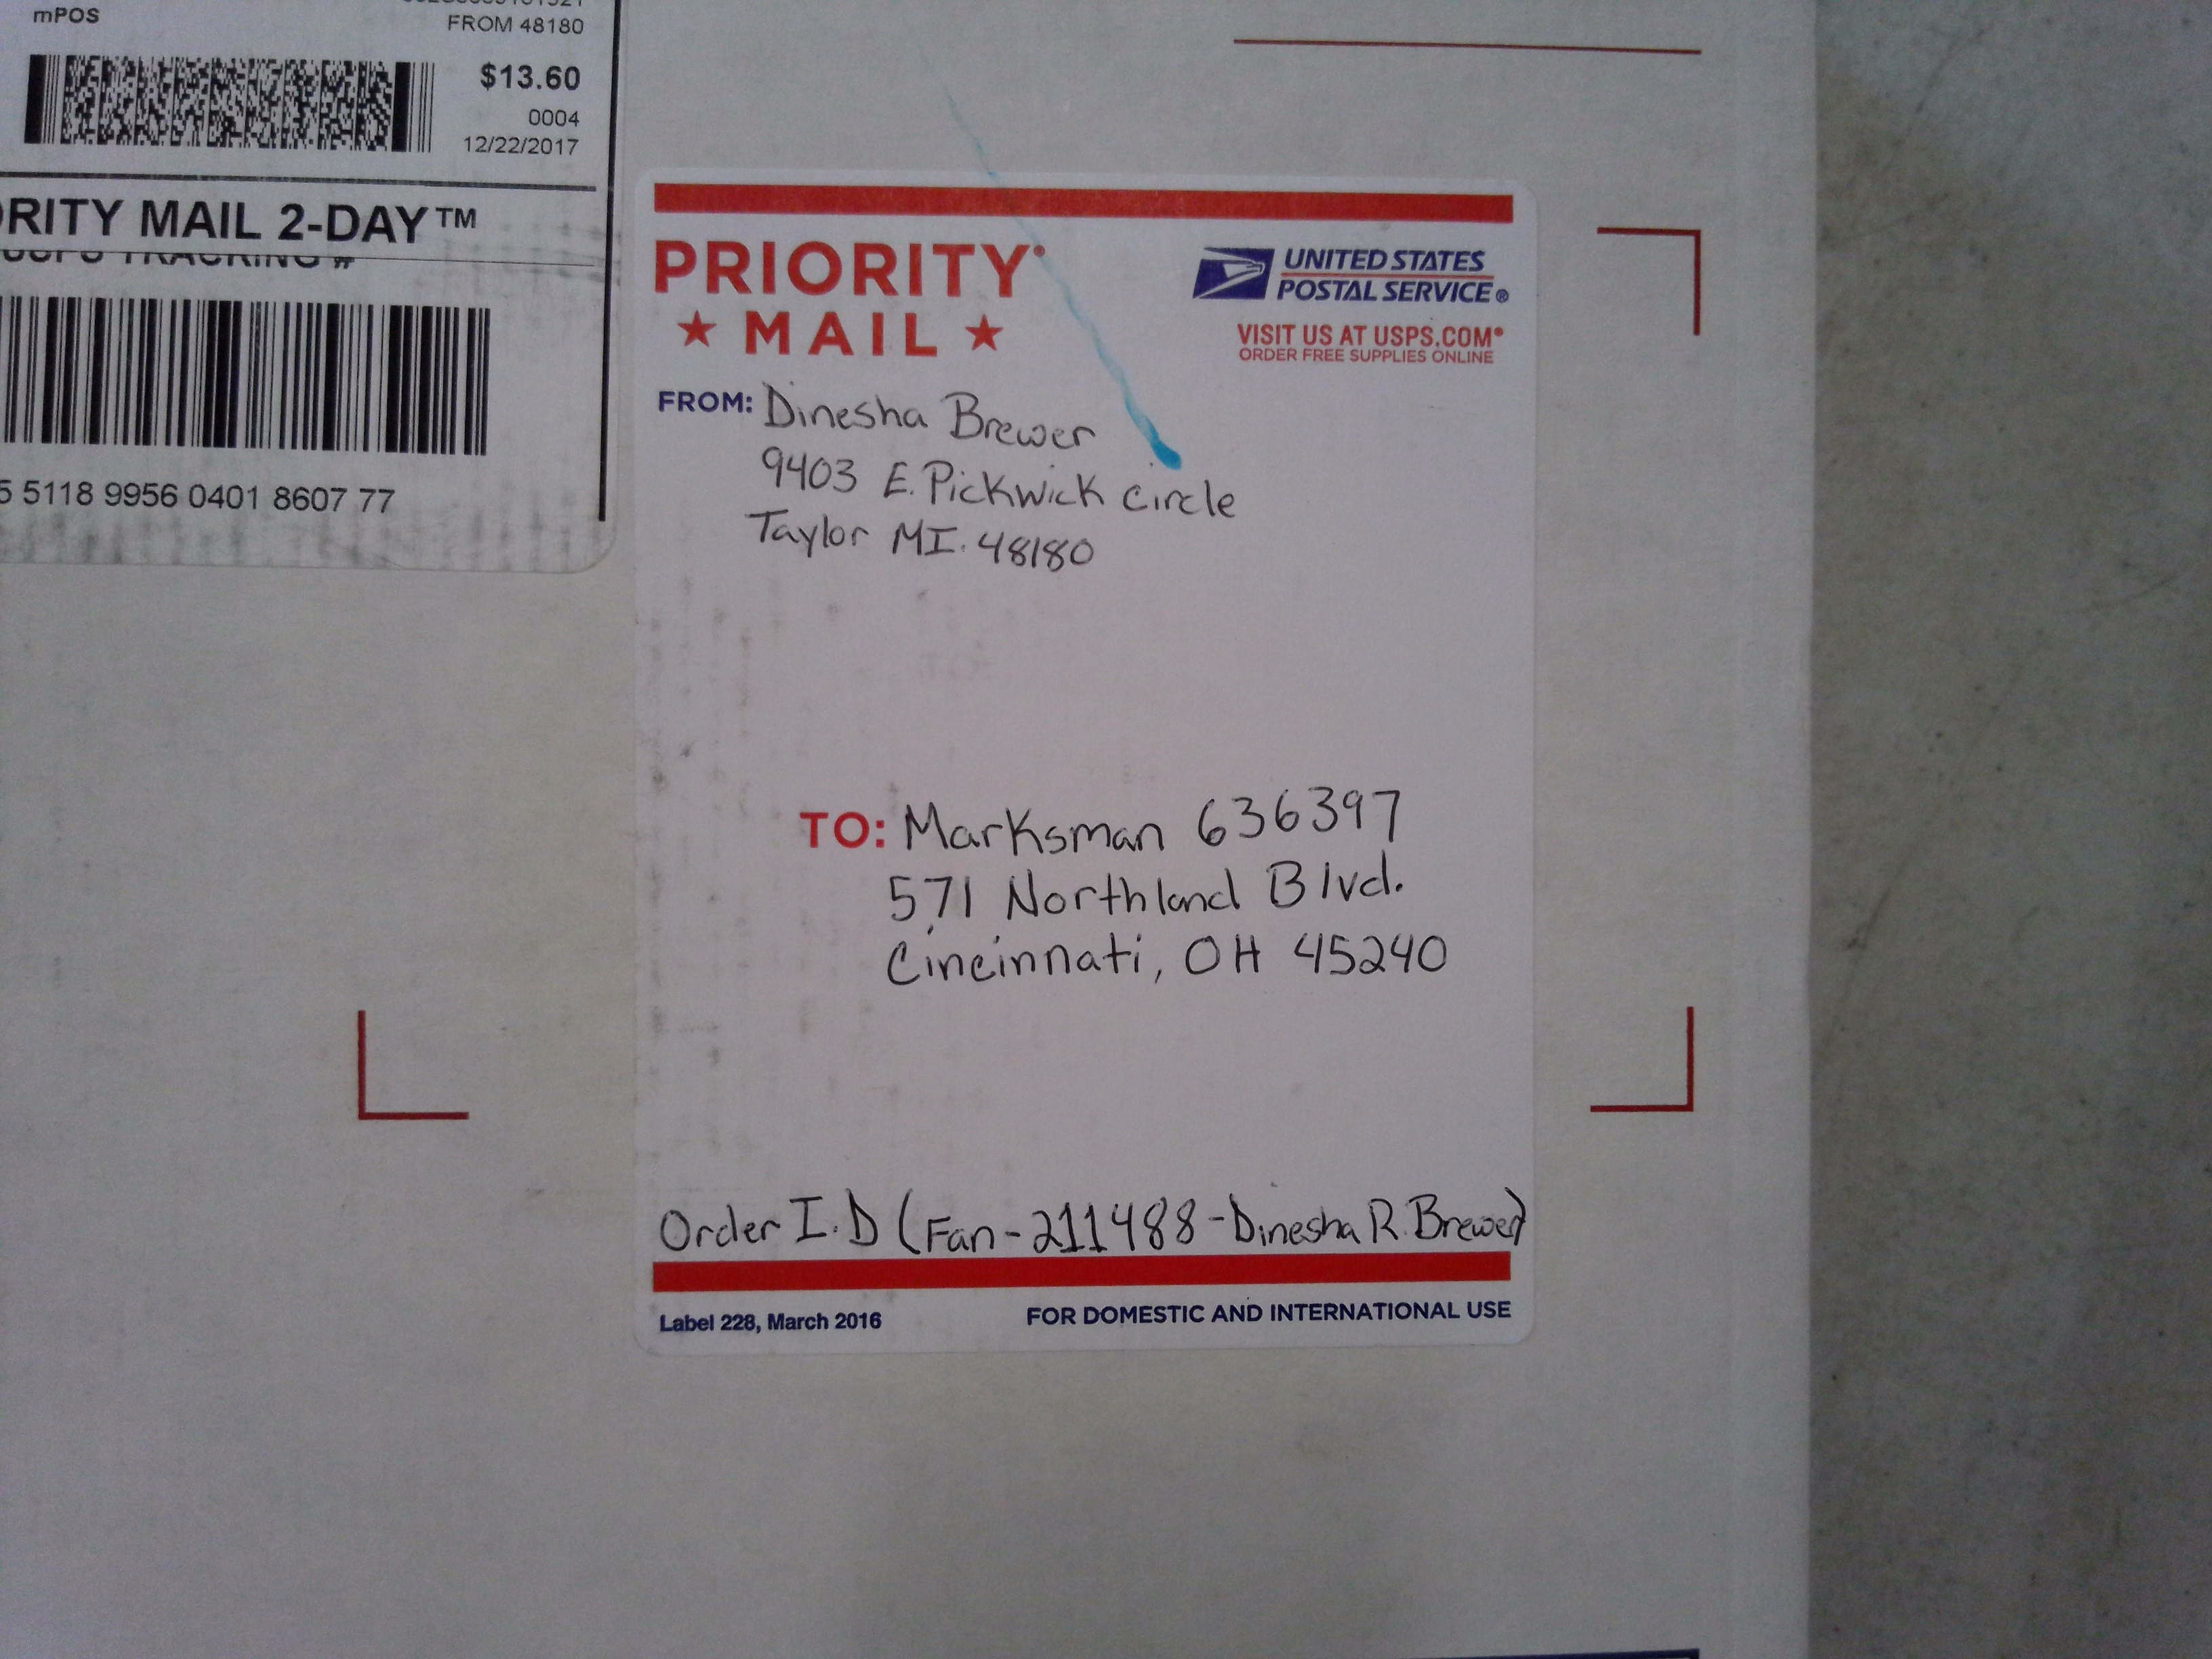 mPOS
FROM 48180
$13.60
0004
12/22/2017
RITY MAIL 2-DAY™
USPS TRACKING #
5 5118 9956 0401 8607 77
PRIORITY
★ MAIL ★
UNITED STATES
POSTAL SERVICE®
VISIT US AT USPS.COM®
ORDER FREE SUPPLIES ONLINE
FROM: Dinesha Brewer
9403 E. Pickwick Circle
Taylor MI. 48180
TO: Marksman 636397
571 Northland Blvd.
Cincinnati, OH 45240
Order I.D (Fan-211488-Dinesha R. Brewer)
Label 228, March 2016
FOR DOMESTIC AND INTERNATIONAL USE